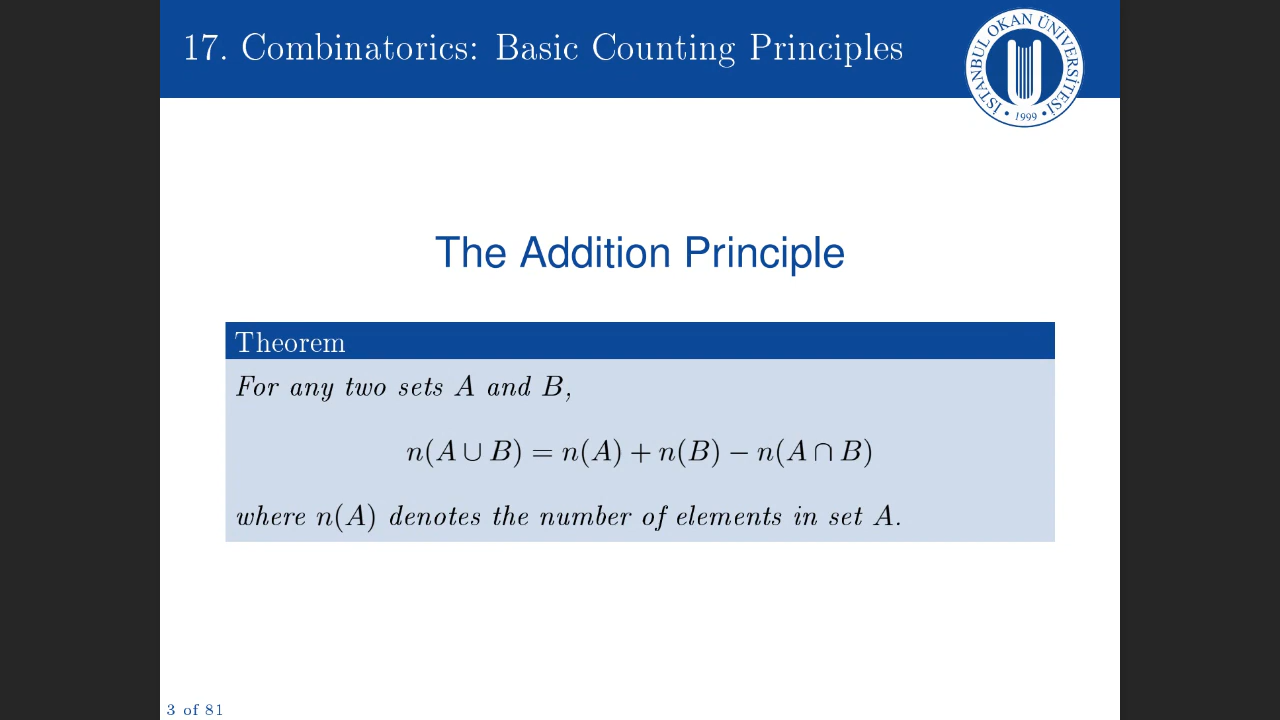 17. Combinatorics: Basic Counting Principles
İSTANBUL OKAN ÜNİVERSİTESİ
• 1999 •
The Addition Principle
Theorem
For any two sets A and B,
n(A ∪ B) = n(A) + n(B) − n(A ∩ B)
where n(A) denotes the number of elements in set A.
3 of 81